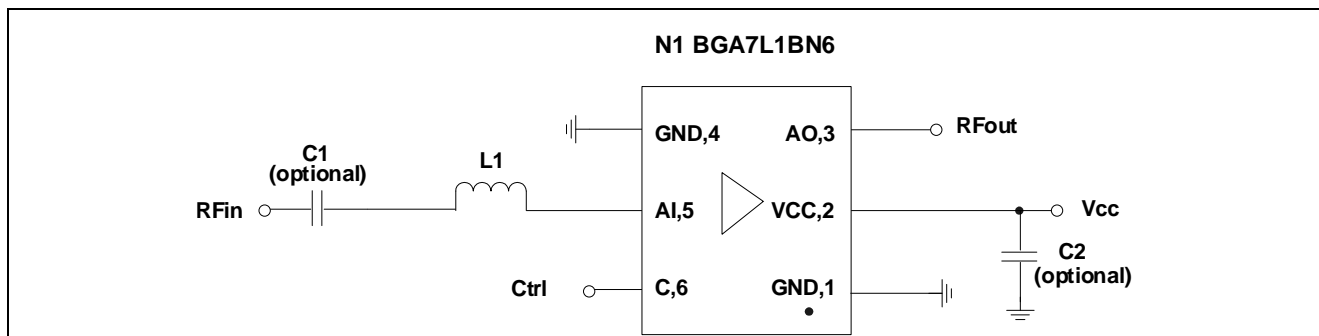 N1 BGA7L1BN6
GND,4
AO,3
RFout
C1
(optional)
L1
RFin
AI,5
VCC,2
Vcc
C2
(optional)
Ctrl
C,6
GND,1